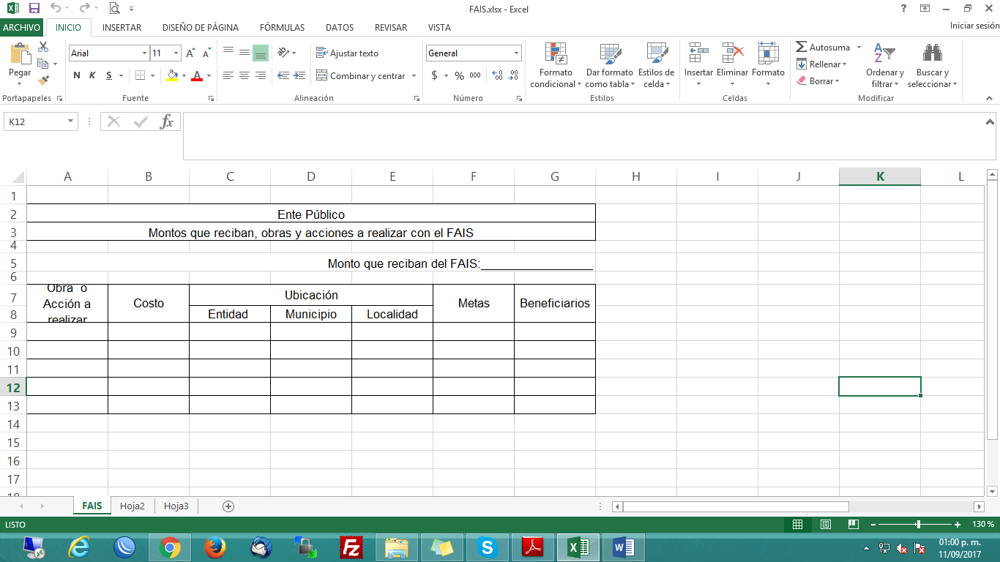 FAIS.xlsx - Excel
ARCHIVO INICIO INSERTAR DISEÑO DE PÁGINA FÓRMULAS DATOS REVISAR VISTA Iniciar sesión
Pegar
Portapapeles
Arial 11
N K S
Fuente
Ajustar texto
Combinar y centrar
Alineación
General
$ % 000
Número
Formato condicional
Dar formato como tabla
Estilos de celda
Estilos
Insertar Eliminar Formato
Celdas
Autosuma
Rellenar
Borrar
Ordenar y filtrar
Buscar y seleccionar
Modificar
K12
fx
A B C D E F G H I J K L
1
2 Ente Público
3 Montos que reciban, obras y acciones a realizar con el FAIS
4
5 Monto que reciban del FAIS:_________________
6
7 Obra o Acción a realizar Costo Ubicación Metas Beneficiarios
8 Entidad Municipio Localidad
9
10
11
12
13
14
15
16
17
18
FAIS Hoja2 Hoja3
LISTO 130 %
01:00 p. m.
11/09/2017